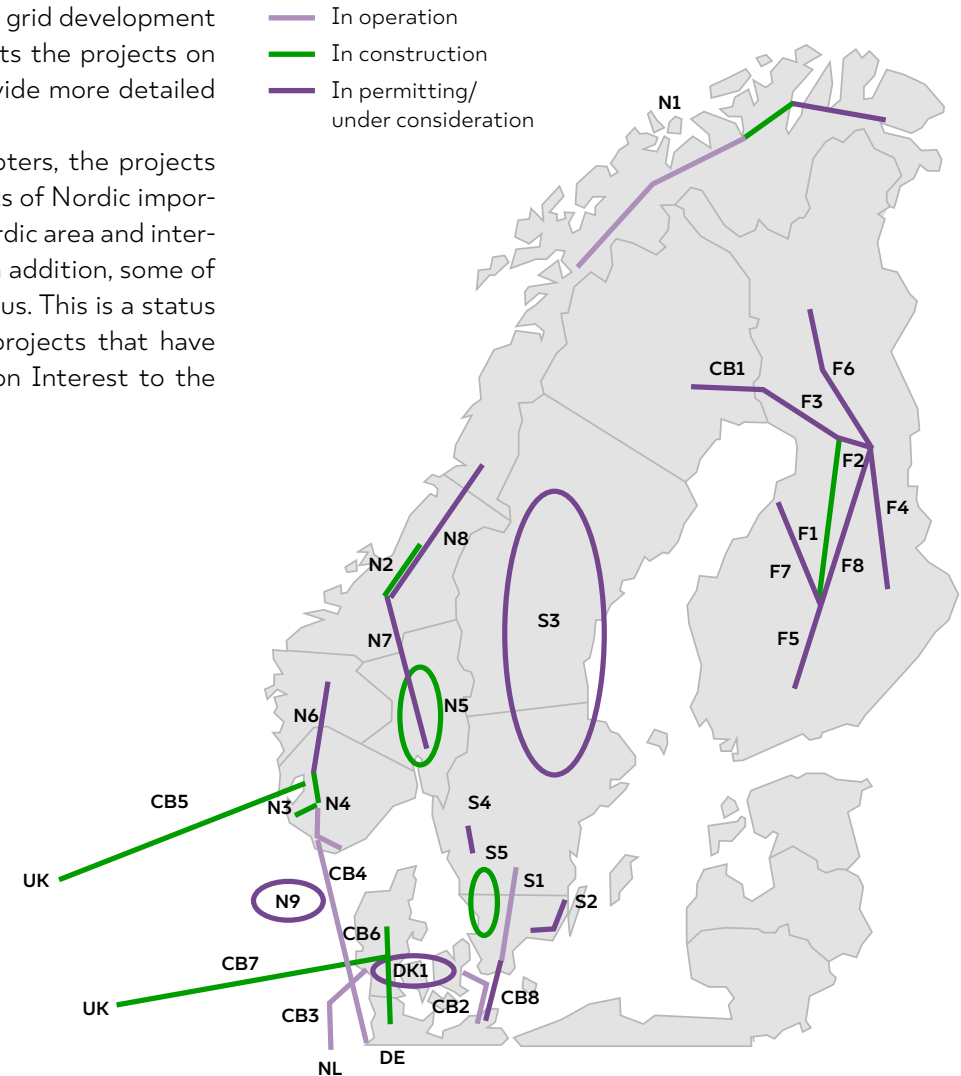 grid development
ts the projects on
vide more detailed
pters, the projects
ts of Nordic impor-
rdic area and inter-
addition, some of
us. This is a status
projects that have
on Interest to the
In operation
In construction
In permitting/
under consideration
N1
CB1
F6
F3
F2
F4
F1
F8
F7
F5
N8
N2
N7
S3
N5
N6
CB5
N3
N4
S4
S5
UK
CB4
S1
N9
S2
CB6
CB7
DK1
UK
CB3
CB2
CB8
DE
NL